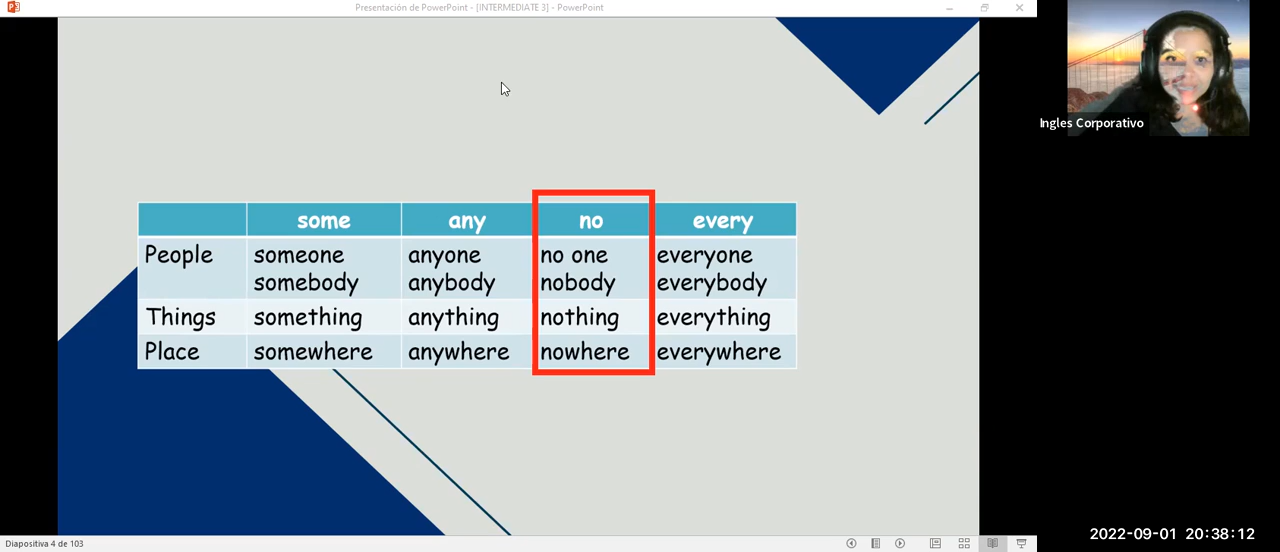 Presentación de PowerPoint - [INTERMEDIATE 3] - PowerPoint
Ingles Corporativo
some any no every
People someone anyone no one everyone
somebody anybody nobody everybody
Things something anything nothing everything
Place somewhere anywhere nowhere everywhere
Diapositiva 4 de 103
2022-09-01 20:38:12